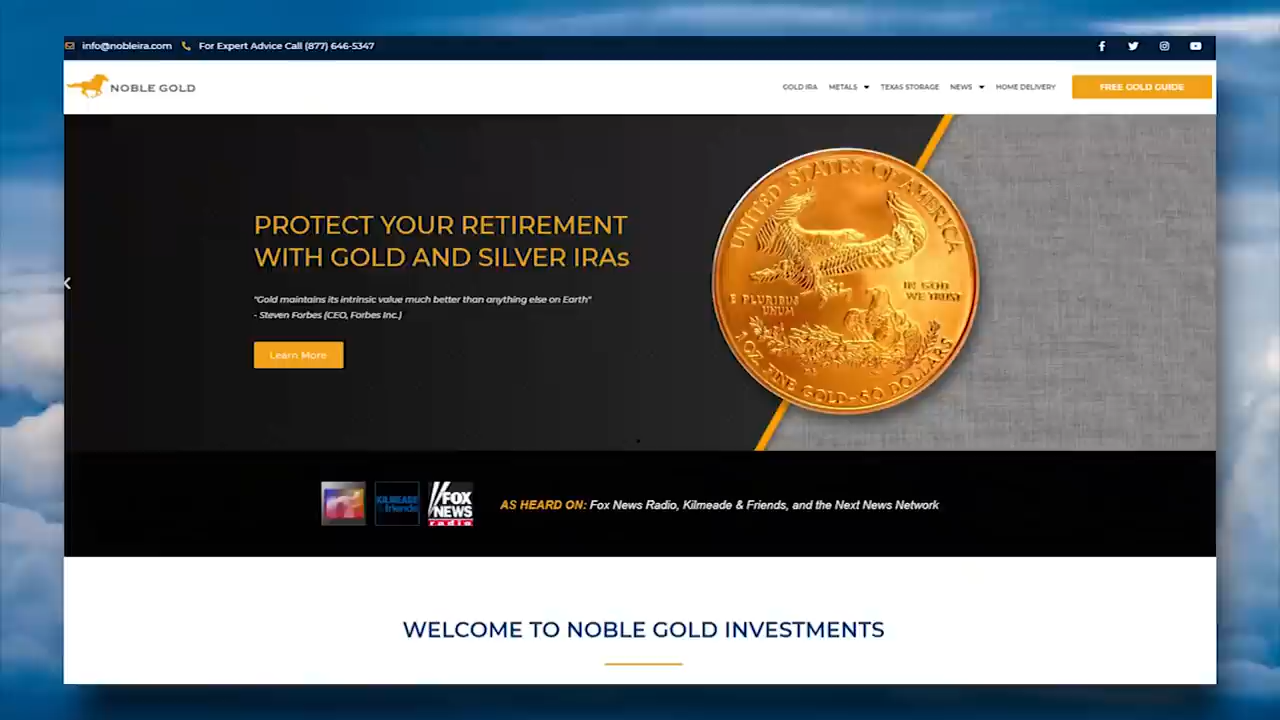 info@nobleira.com For Expert Advice Call (877) 646-5347
NOBLE GOLD
GOLD IRA METALS TEXAS STORAGE NEWS HOME DELIVERY FREE GOLD GUIDE
PROTECT YOUR RETIREMENT
WITH GOLD AND SILVER IRAs
"Gold maintains its intrinsic value much better than anything else on Earth"
- Steven Forbes (CEO, Forbes Inc.)
Learn More
UNITED STATES OF AMERICA
E PLURIBUS
UNUM
IN GOD
WE TRUST
1 OZ. FINE GOLD-50 DOLLARS
KILMEADE
& friends
FOX
NEWS
radio
AS HEARD ON: Fox News Radio, Kilmeade & Friends, and the Next News Network
WELCOME TO NOBLE GOLD INVESTMENTS